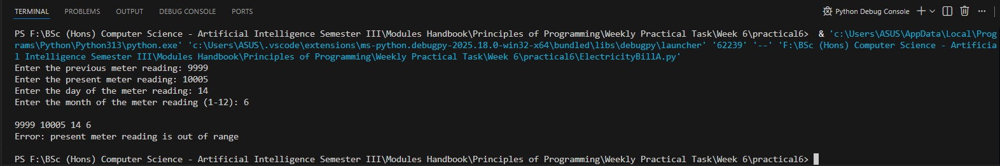 TERMINAL PROBLEMS OUTPUT DEBUG CONSOLE PORTS Python Debug Console
PS F:\BSc (Hons) Computer Science - Artificial Intelligence Semester III\Modules Handbook\Principles of Programming\Weekly Practical Task\Week 6\practical6>  & 'c:\Users\ASUS\AppData\Local\Prog
rams\Python\Python313\python.exe' 'c:\Users\ASUS\.vscode\extensions\ms-python.debugpy-2025.18.0-win32-x64\bundled\libs\debugpy\launcher' '62239' '--' 'F:\BSc (Hons) Computer Science - Artificia
l Intelligence Semester III\Modules Handbook\Principles of Programming\Weekly Practical Task\Week 6\practical6\ElectricityBillA.py'
Enter the previous meter reading: 9999
Enter the present meter reading: 10005
Enter the day of the meter reading: 14
Enter the month of the meter reading (1-12): 6
9999 10005 14 6
Error: present meter reading is out of range
PS F:\BSc (Hons) Computer Science - Artificial Intelligence Semester III\Modules Handbook\Principles of Programming\Weekly Practical Task\Week 6\practical6>